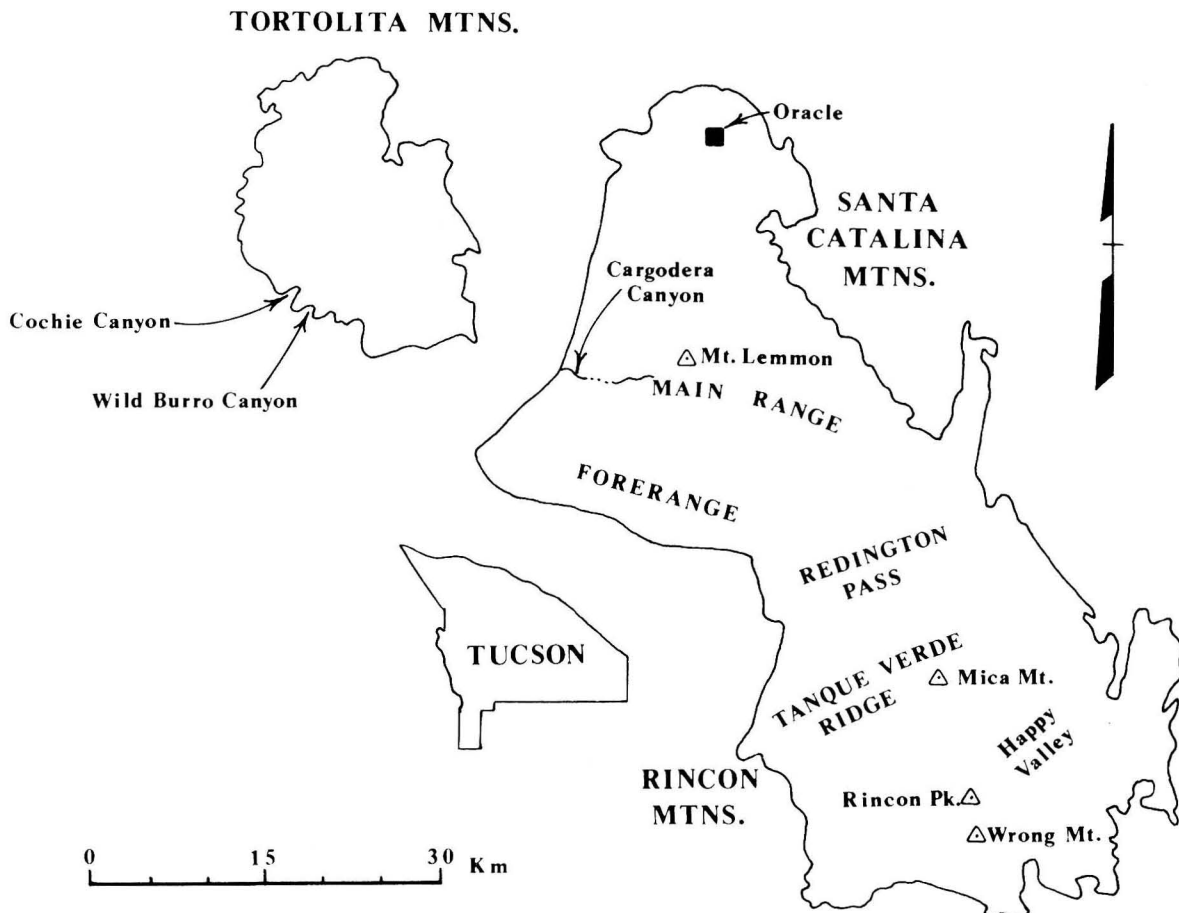 TORTOLITA MTNS.
Oracle
SANTA
CATALINA
MTNS.
Cargodera
Canyon
Cochie Canyon
Mt. Lemmon
Wild Burro Canyon
MAIN RANGE
FORERANGE
REDINGTON
PASS
TUCSON
TANQUE VERDE
RIDGE
Mica Mt.
Happy
Valley
RINCON
MTNS.
Rincon Pk.
Wrong Mt.
0 15 30 Km